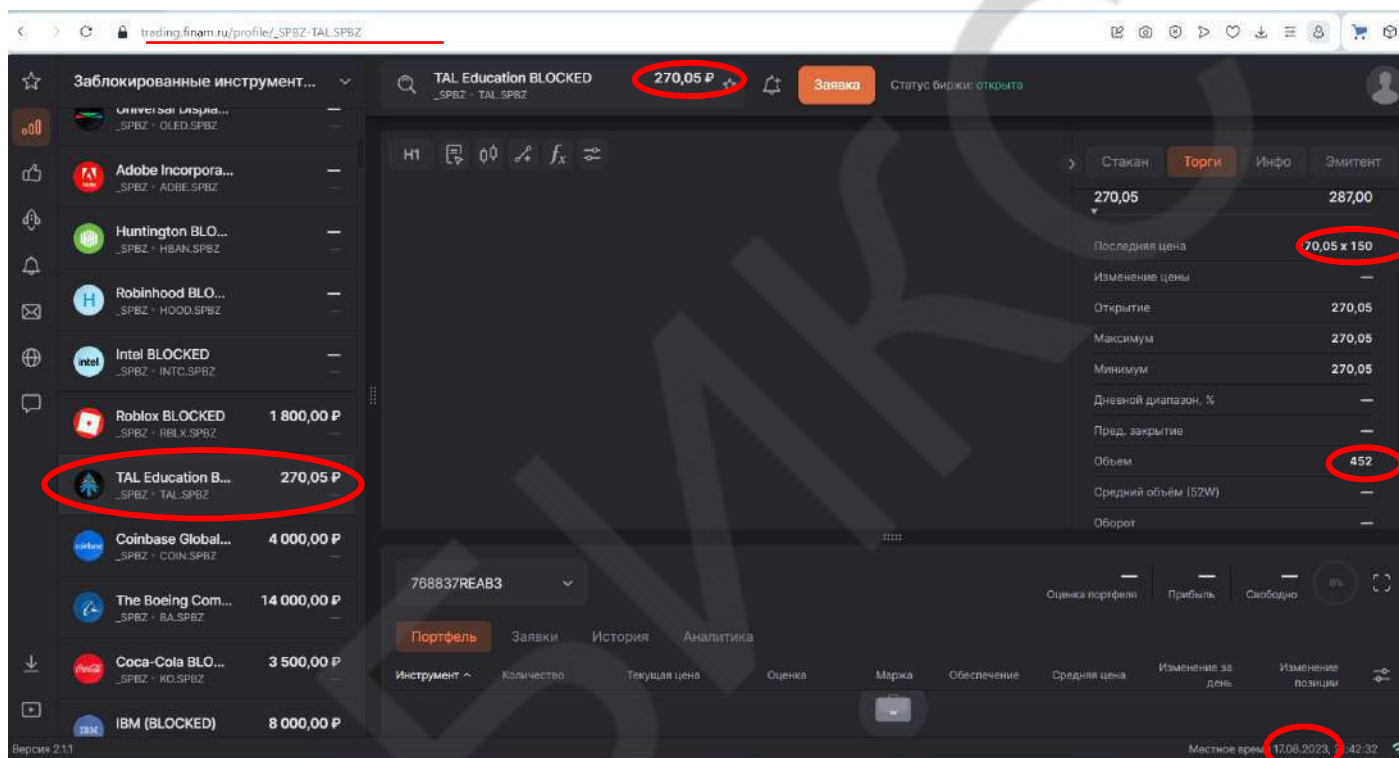 trading.finam.ru/profile/_SPBZ-TAL.SPBZ
Заблокированные инструмент...
Universal Displa...
_SPBZ · OLED.SPBZ
Adobe Incorpora...
_SPBZ · ADBE.SPBZ
Huntington BLO...
_SPBZ · HBAN.SPBZ
Robinhood BLO...
_SPBZ · HOOD.SPBZ
Intel BLOCKED
_SPBZ · INTC.SPBZ
Roblox BLOCKED 1 800,00 ₽
_SPBZ · RBLX.SPBZ
TAL Education B... 270,05 ₽
_SPBZ · TAL.SPBZ
Coinbase Global... 4 000,00 ₽
_SPBZ · COIN.SPBZ
The Boeing Com... 14 000,00 ₽
_SPBZ · BA.SPBZ
Coca-Cola BLO... 3 500,00 ₽
_SPBZ · KO.SPBZ
IBM (BLOCKED) 8 000,00 ₽
TAL Education BLOCKED 270,05 ₽
_SPBZ · TAL.SPBZ
Заявка
Статус биржи: открыта
H1
Стакан Торги Инфо Эмитент
270,05 287,00
Последняя цена 70,05 x 150
Изменение цены —
Открытие 270,05
Максимум 270,05
Минимум 270,05
Дневной диапазон, % —
Пред. закрытие —
Объем 452
Средний объём (52W) —
Оборот —
768837REAB3
Оценка портфеля Прибыль Свободно 0%
Портфель Заявки История Аналитика
Инструмент Количество Текущая цена Оценка Маржа Обеспечение Средняя цена Изменение за день Изменение позиции
Версия 2.1.1
Местное время 17.08.2023, :42:32
БИКС